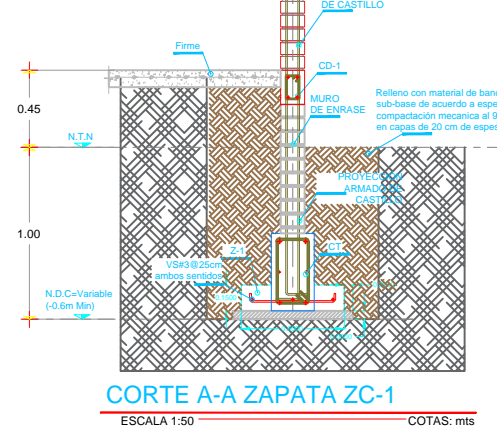 DE CASTILLO
Firme
CD-1
0.45
MURO
DE ENRASE
Relleno con material de banc
sub-base de acuerdo a espe
compactación mecanica al 9
en capas de 20 cm de espes
N.T.N
PROYECCION
ARMADO DE
CASTILLO
1.00
Z-1
CT
VS#3@25cm
ambos sentidos
N.D.C=Variable
(-0.6m Min)
0.1500
CORTE A-A ZAPATA ZC-1
ESCALA 1:50
COTAS: mts